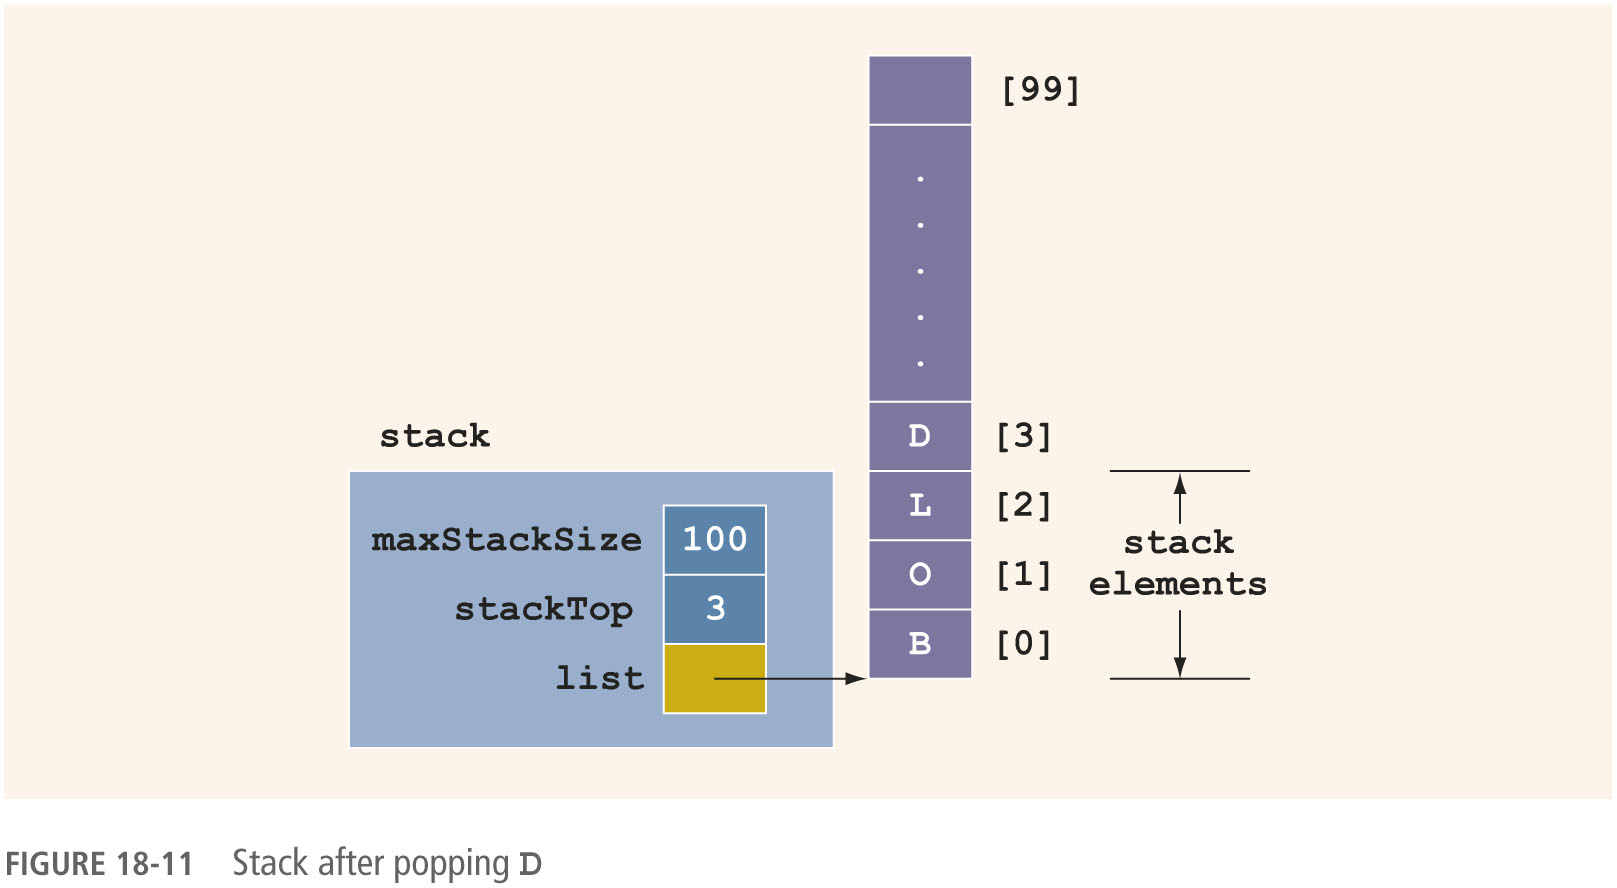 [99]
.
.
.
.
.
stack
D [3]
L [2]
maxStackSize 100
stack
O [1]
elements
stackTop 3
B [0]
list
FIGURE 18-11 Stack after popping D